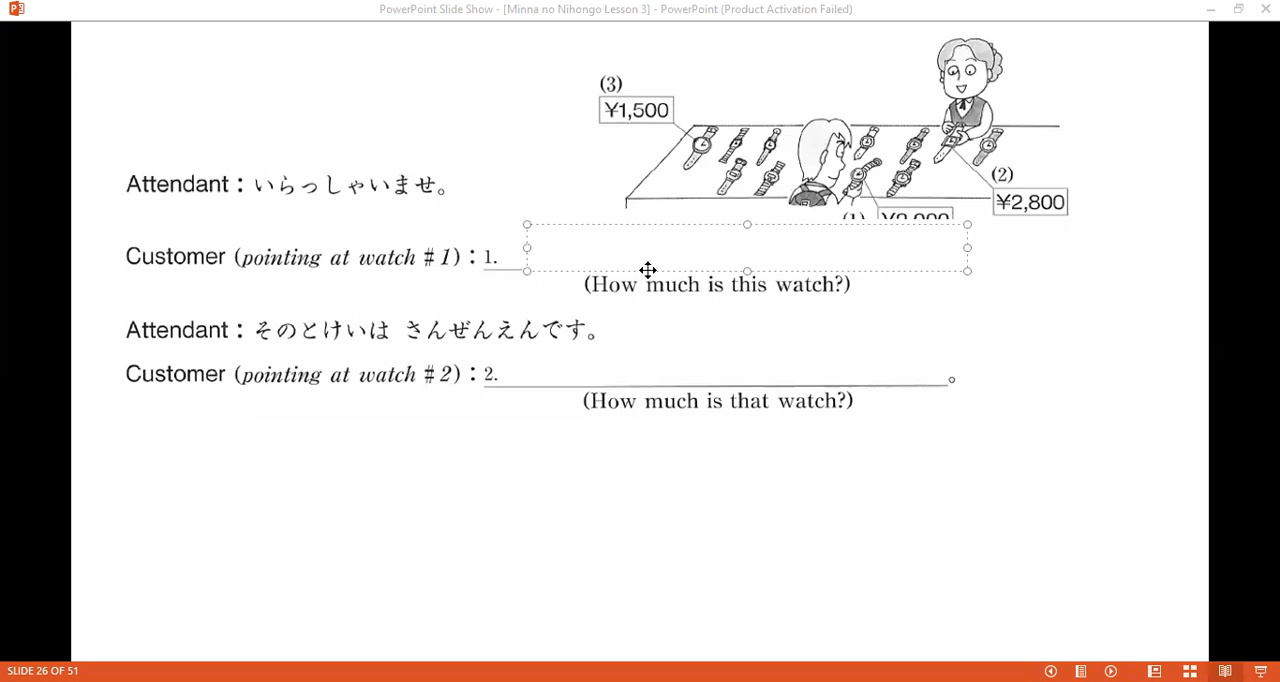 PowerPoint Slide Show - [Minna no Nihongo Lesson 3] - PowerPoint (Product Activation Failed)
(3)
¥1,500
(2)
¥2,800
(1) ¥3,000
Attendant：いらっしゃいませ。
Customer (pointing at watch #1)：1.
(How much is this watch?)
Attendant：そのとけいは さんぜんえんです。
Customer (pointing at watch #2)：2. 。
(How much is that watch?)
SLIDE 26 OF 51